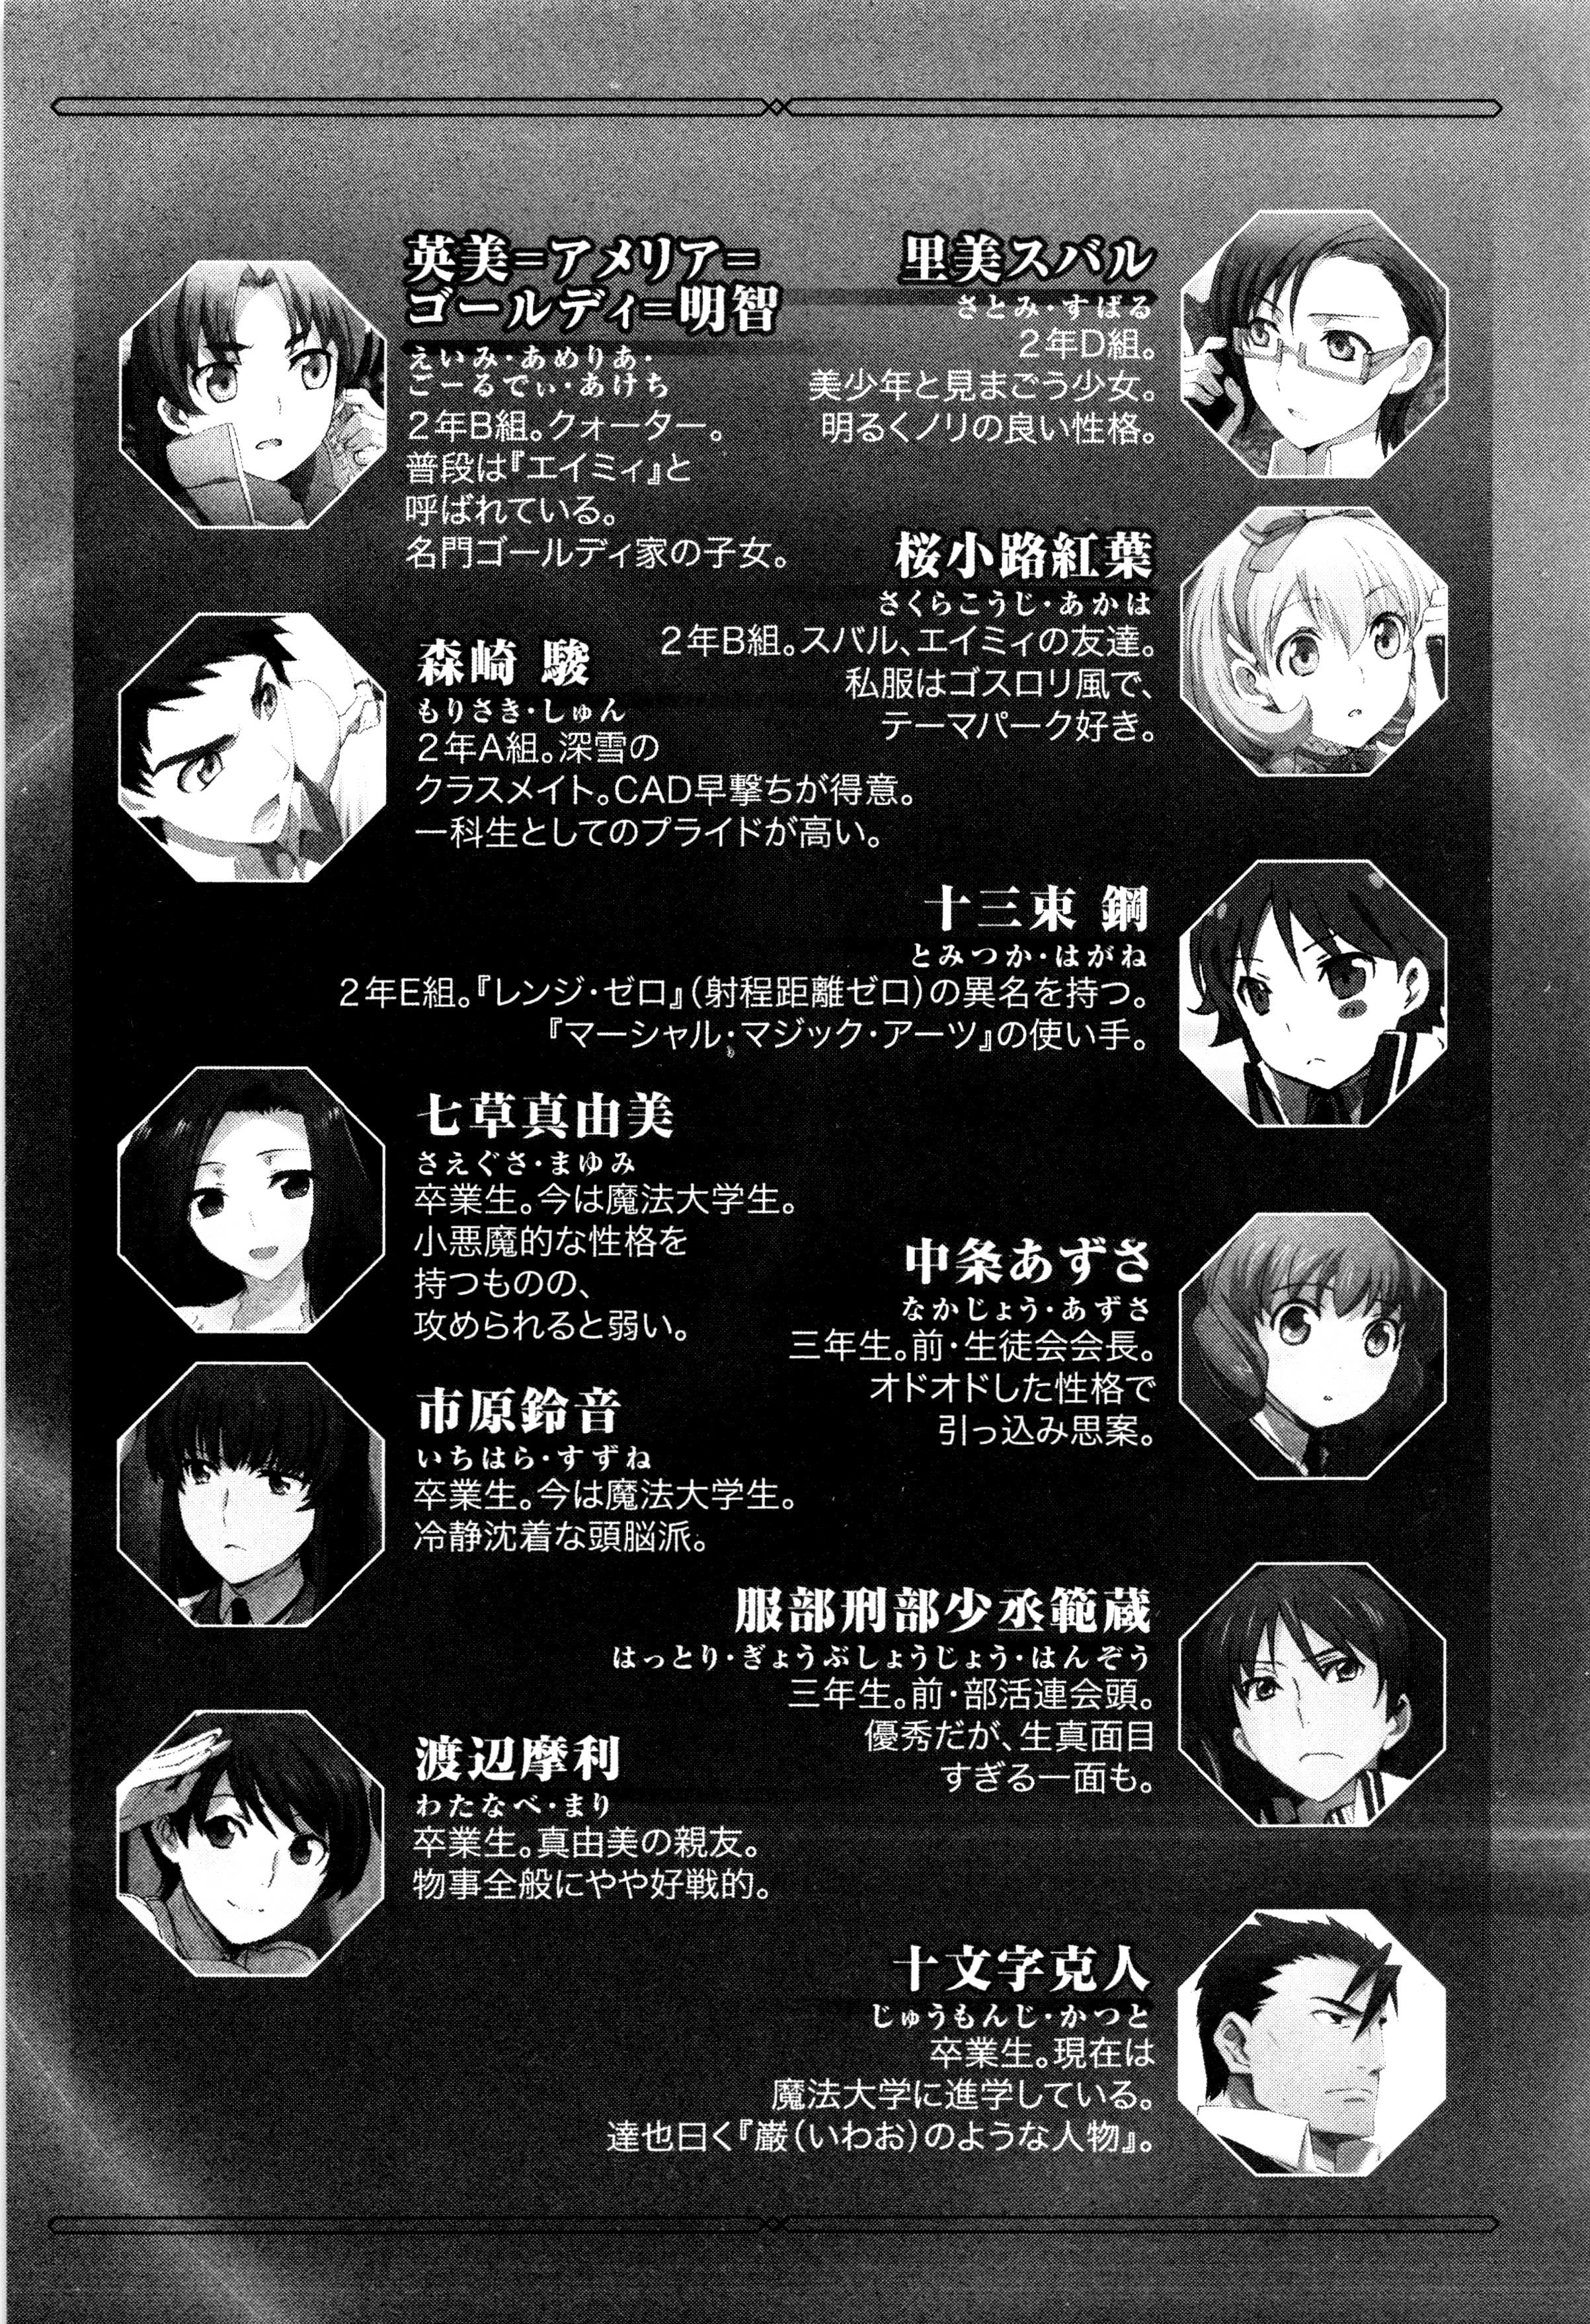 英美=アメリア=
ゴールディ=明智
えいみ・あめりあ・
ごーるでぃ・あけち
2年B組。クォーター。
普段は『エイミィ』と
呼ばれている。
名門ゴールディ家の子女。
里美スバル
さとみ・すばる
2年D組。
美少年と見まごう少女。
明るくノリの良い性格。
桜小路紅葉
さくらこうじ・あかは
2年B組。スバル、エイミィの友達。
私服はゴスロリ風で、
テーマパーク好き。
森崎 駿
もりさき・しゅん
2年A組。深雪の
クラスメイト。CAD早撃ちが得意。
一科生としてのプライドが高い。
十三束 鋼
とみつか・はがね
2年E組。『レンジ・ゼロ』(射程距離ゼロ)の異名を持つ。
『マーシャル・マジック・アーツ』の使い手。
七草真由美
さえぐさ・まゆみ
卒業生。今は魔法大学生。
小悪魔的な性格を
持つものの、
攻められると弱い。
中条あずさ
なかじょう・あずさ
三年生。前・生徒会会長。
オドオドした性格で
引っ込み思案。
市原鈴音
いちはら・すずね
卒業生。今は魔法大学生。
冷静沈着な頭脳派。
服部刑部少丞範蔵
はっとり・ぎょうぶしょうじょう・はんぞう
三年生。前・部活連会頭。
優秀だが、生真面目
すぎる一面も。
渡辺摩利
わたなべ・まり
卒業生。真由美の親友。
物事全般にやや好戦的。
十文字克人
じゅうもんじ・かつと
卒業生。現在は
魔法大学に進学している。
達也曰く『巌(いわお)のような人物』。